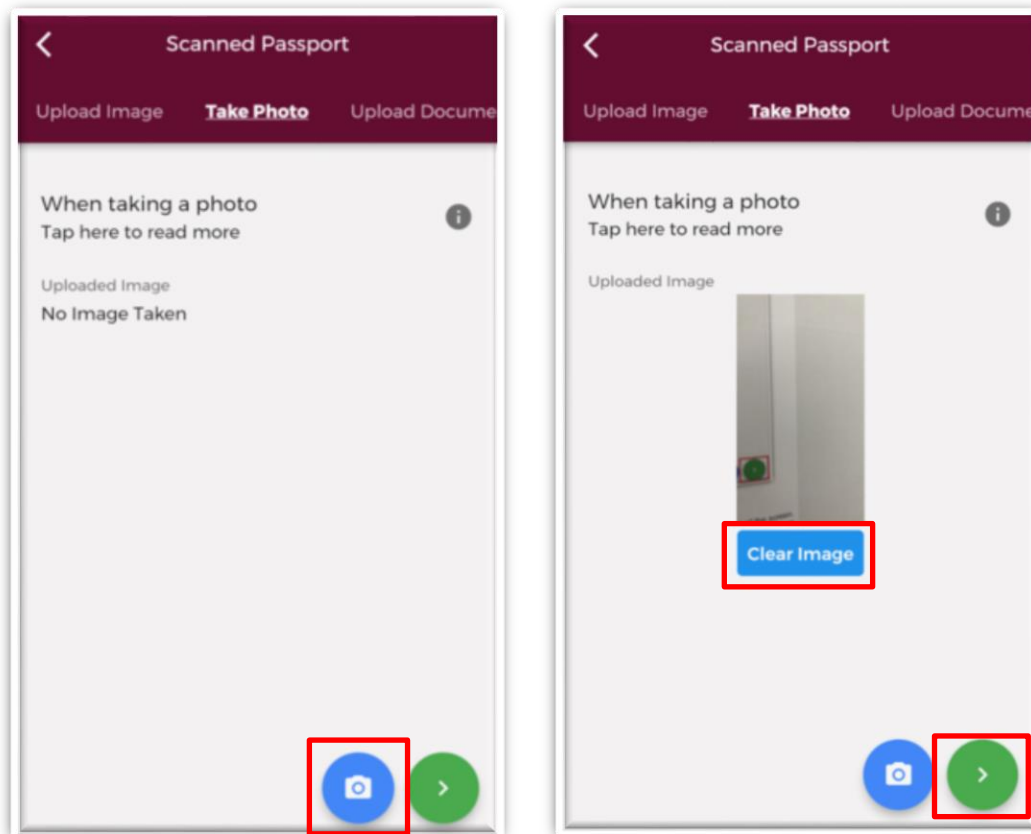 Scanned Passport
Upload Image Take Photo Upload Docume
When taking a photo
Tap here to read more
Uploaded Image
No Image Taken
Scanned Passport
Upload Image Take Photo Upload Docume
When taking a photo
Tap here to read more
Uploaded Image
Clear Image